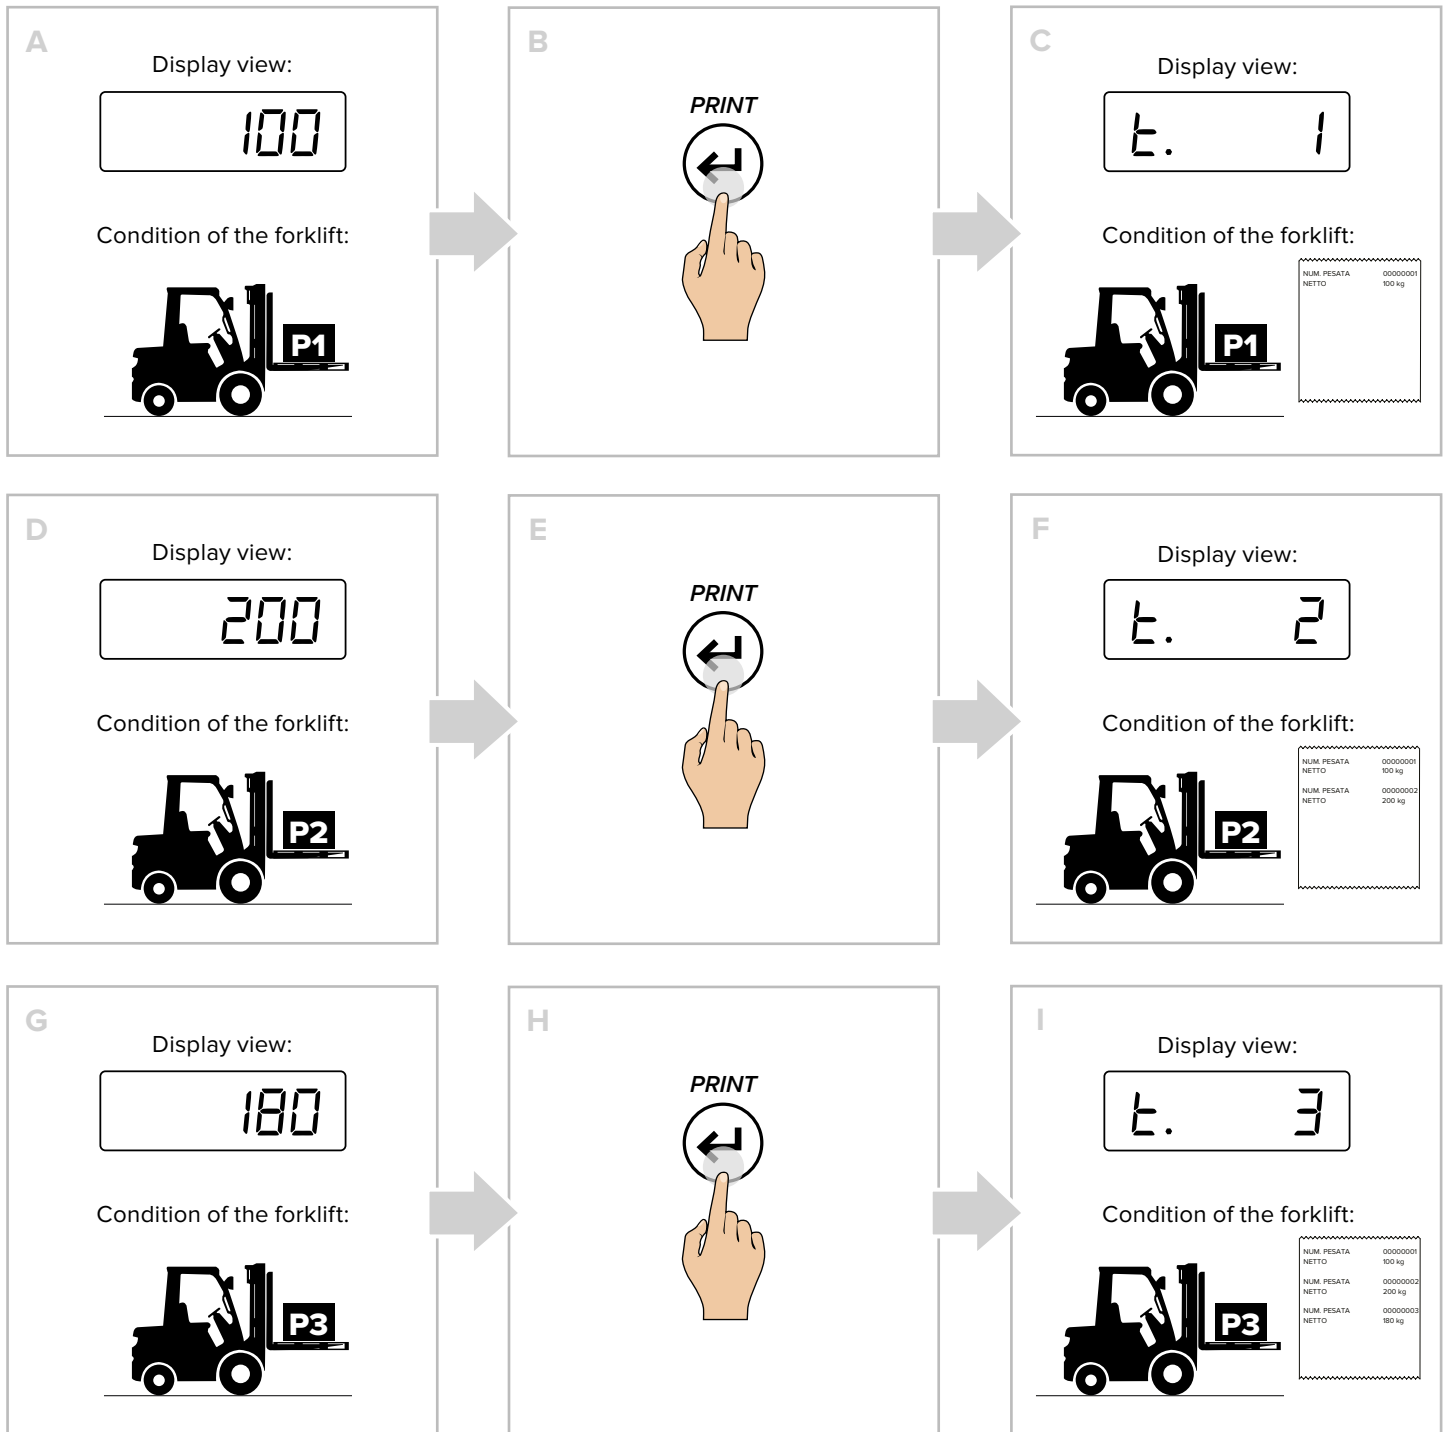 A
Display view:
100
Condition of the forklift:
P1
B
PRINT
C
Display view:
t. 1
Condition of the forklift:
P1
NUM. PESATA 00000001
NETTO 100 kg
D
Display view:
200
Condition of the forklift:
P2
E
PRINT
F
Display view:
t. 2
Condition of the forklift:
P2
NUM. PESATA 00000001
NETTO 100 kg
NUM. PESATA 00000002
NETTO 200 kg
G
Display view:
180
Condition of the forklift:
P3
H
PRINT
I
Display view:
t. 3
Condition of the forklift:
P3
NUM. PESATA 00000001
NETTO 100 kg
NUM. PESATA 00000002
NETTO 200 kg
NUM. PESATA 00000003
NETTO 180 kg